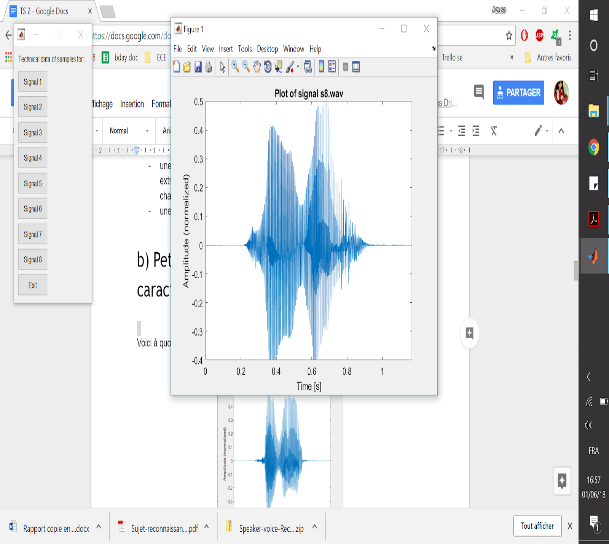 TS 2 - Google Docs
ttps://docs.google.com/do
bday doc
ECE
Trello se
Autres favoris
PARTAGER
ffichage Insertion Format
Normal
Technical data of samples for:
Signal 1
Signal 2
Signal 3
Signal 4
Signal 5
Signal 6
Signal 7
Signal 8
Exit
Figure 1
File Edit View Insert Tools Desktop Window Help
Plot of signal s8.wav
Amplitude (normalized)
0.5
0.4
0.3
0.2
0.1
0
-0.1
-0.2
-0.3
-0.4
0 0.2 0.4 0.6 0.8 1
Time [s]
- une
extr
cha
- une
b) Pet
caract
Voici à quo
FRA
16:57
01/06/18
Rapport copie en....docx
Sujet-reconnaissan....pdf
Speaker-voice-Rec....zip
Tout afficher